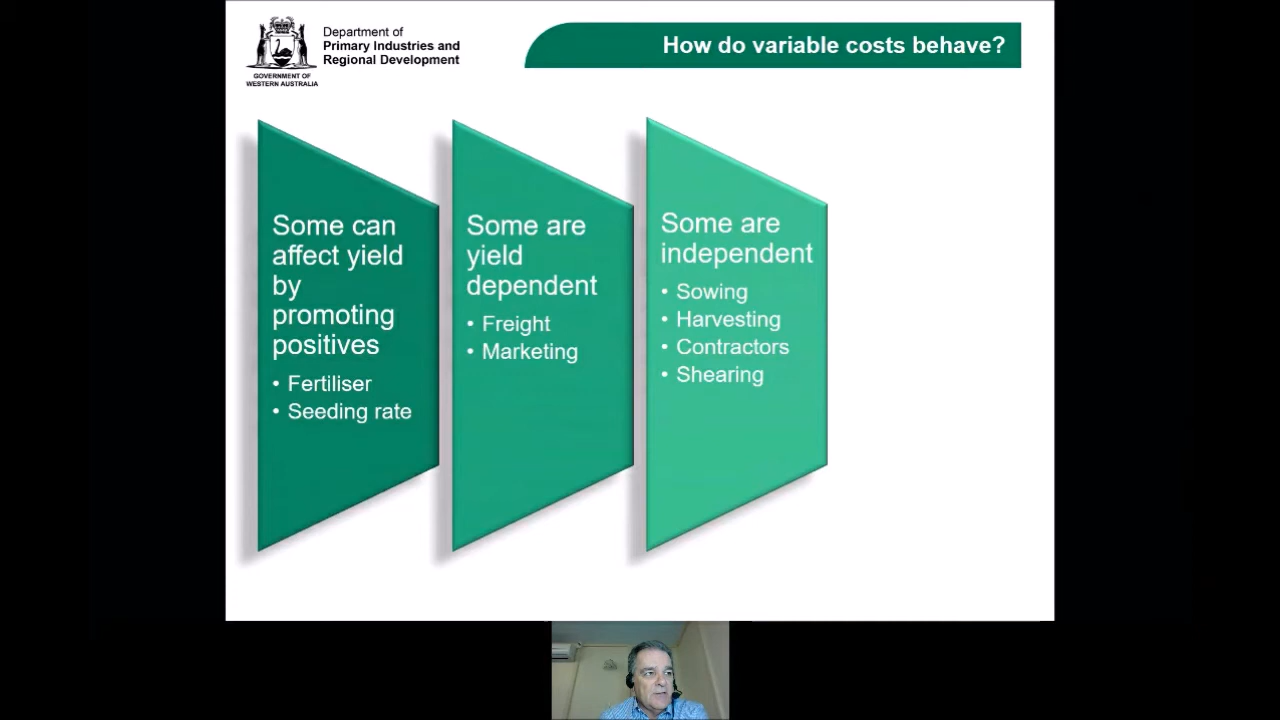 Department of
Primary Industries and
Regional Development
GOVERNMENT OF
WESTERN AUSTRALIA
How do variable costs behave?
Some can
affect yield
by
promoting
positives
• Fertiliser
• Seeding rate
Some are
yield
dependent
• Freight
• Marketing
Some are
independent
• Sowing
• Harvesting
• Contractors
• Shearing